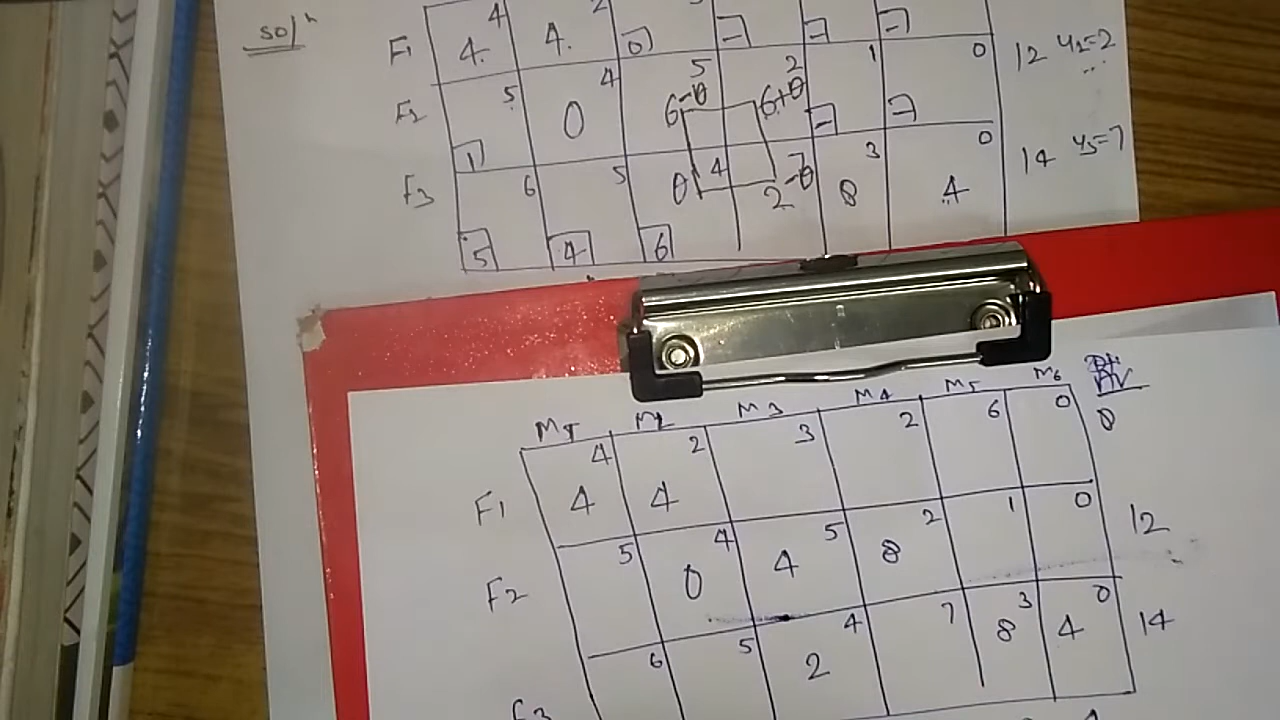 soln
4 4 2
F1 4. 4. 0 - - -
5 4 5 2 1 0 12 u2=2
F2 1 0 6-θ 6+θ - -
6 5 4 7 3 0 14 u3=7
F3 5 4 6 θ 2-θ 8 4
M1 M2 M3 M4 M5 M6
4 2 3 2 6 0 8
F1 4 4
5 4 5 2 1 0 12
F2 0 4 8
6 5 4 7 3 0 14
F3 2 8 4